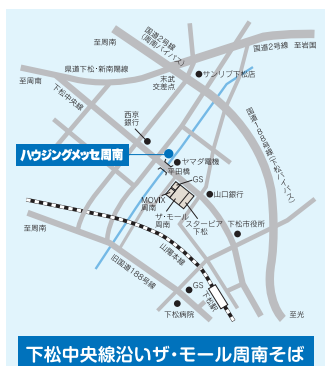 至周南
国道2号線
(周南バイパス)
国道2号線
至岩国
県道下松・新南陽線
末武
交差点
サンリブ下松店
至周南
下松中央線
西京
銀行
国道188号線(下松バイパス)
ハウジングメッセ周南
ヤマダ電機
平田橋
GS
MOVIX
周南
山口銀行
ザ・モール
周南
スターピア
下松
下松市役所
至周南
山陽本線
旧国道188号線
GS
下松駅
下松病院
至光
下松中央線沿いザ・モール周南そば